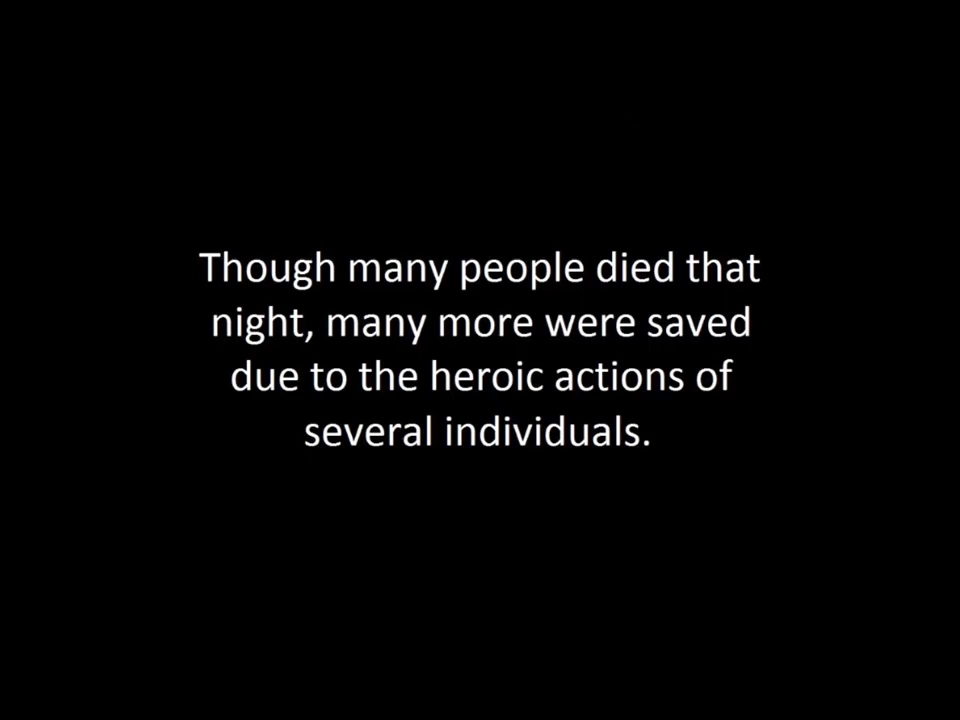 Though many people died that
night, many more were saved
due to the heroic actions of
several individuals.